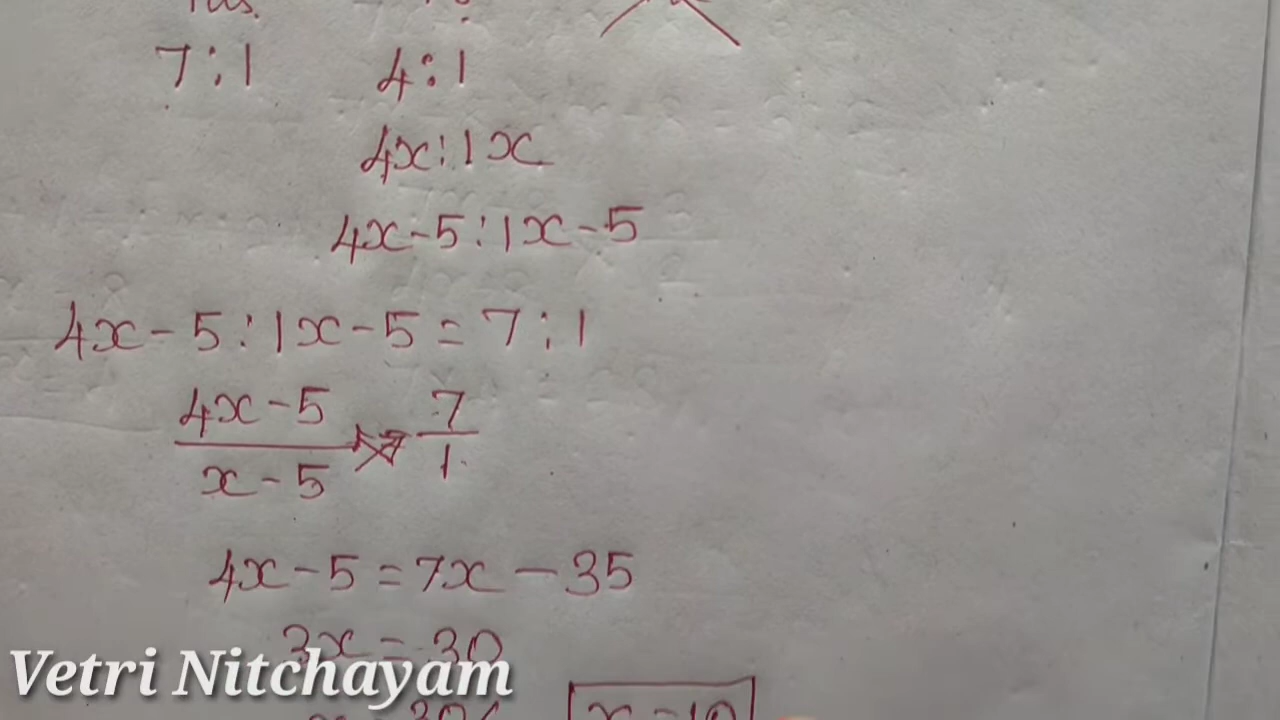 7 : 1 4 : 1
4x : 1x
4x - 5 : 1x - 5
4x - 5 : 1x - 5 = 7 : 1
4x - 5 7
x - 5 1
4x - 5 = 7x - 35
3x = 30
x = 10
Vetri Nitchayam